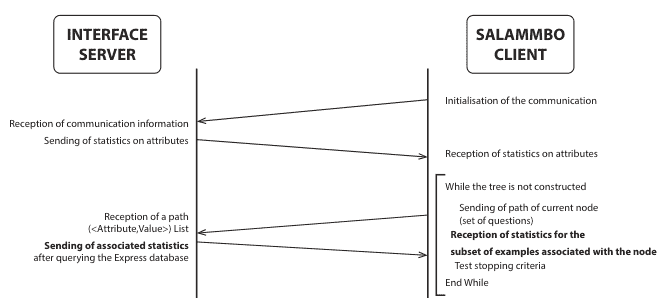 INTERFACE
SERVER
SALAMMBO
CLIENT
Initialisation of the communication
Reception of communication information
Sending of statistics on attributes
Reception of statistics on attributes
While the tree is not constructed
Sending of path of current node
(set of questions)
Reception of a path
(<Attribute,Value>) List
Reception of statistics for the
subset of examples associated with the node
Sending of associated statistics
after querying the Express database
Test stopping criteria
End While